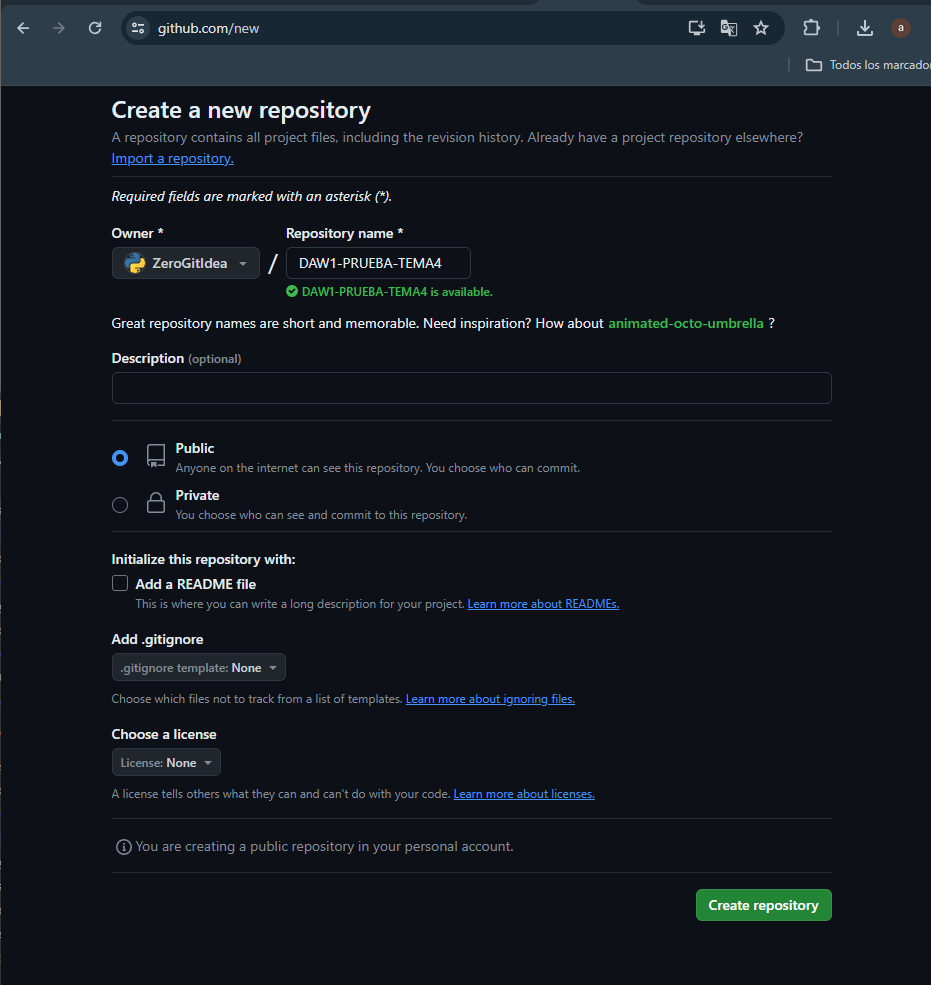 github.com/new
a
Todos los marcador
Create a new repository
A repository contains all project files, including the revision history. Already have a project repository elsewhere?
Import a repository.
Required fields are marked with an asterisk (*).
Owner * Repository name *
ZeroGitIdea / DAW1-PRUEBA-TEMA4
DAW1-PRUEBA-TEMA4 is available.
Great repository names are short and memorable. Need inspiration? How about animated-octo-umbrella ?
Description (optional)
Public
Anyone on the internet can see this repository. You choose who can commit.
Private
You choose who can see and commit to this repository.
Initialize this repository with:
Add a README file
This is where you can write a long description for your project. Learn more about READMEs.
Add .gitignore
.gitignore template: None
Choose which files not to track from a list of templates. Learn more about ignoring files.
Choose a license
License: None
A license tells others what they can and can't do with your code. Learn more about licenses.
You are creating a public repository in your personal account.
Create repository